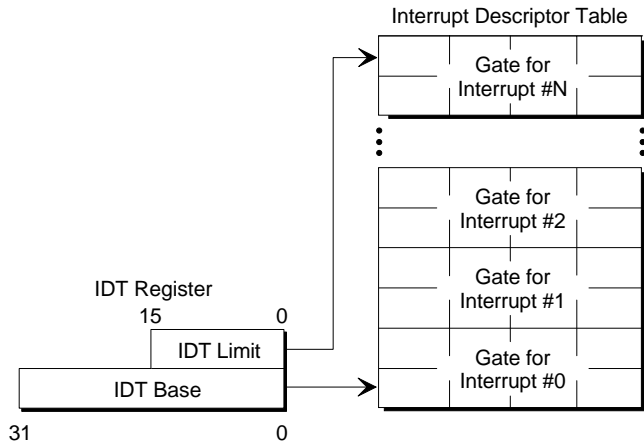 Interrupt Descriptor Table
Gate for
Interrupt #N
Gate for
Interrupt #2
Gate for
Interrupt #1
Gate for
Interrupt #0
IDT Register
15 0
IDT Limit
IDT Base
31 0